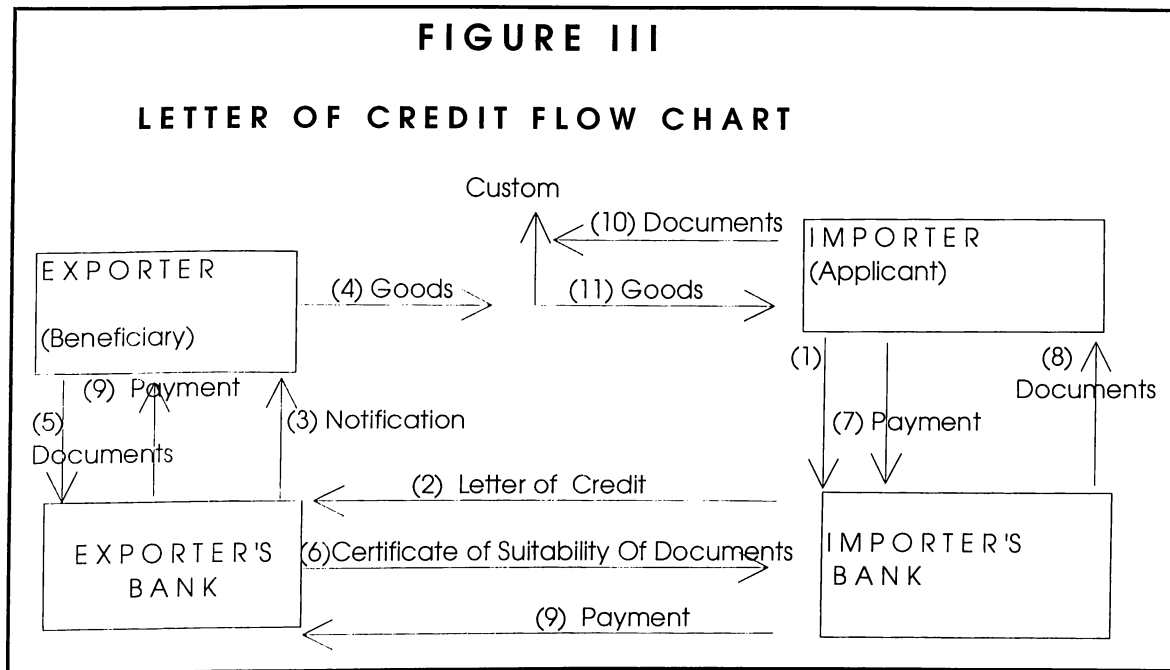 FIGURE III
LETTER OF CREDIT FLOW CHART
Custom
(10) Documents
IMPORTER
(Applicant)
EXPORTER
(Beneficiary)
(4) Goods
(11) Goods
(9) Payment
(5)
Documents
(3) Notification
(1)
(7) Payment
(8)
Documents
(2) Letter of Credit
EXPORTER'S
BANK
(6)Certificate of Suitability Of Documents
IMPORTER'S
BANK
(9) Payment